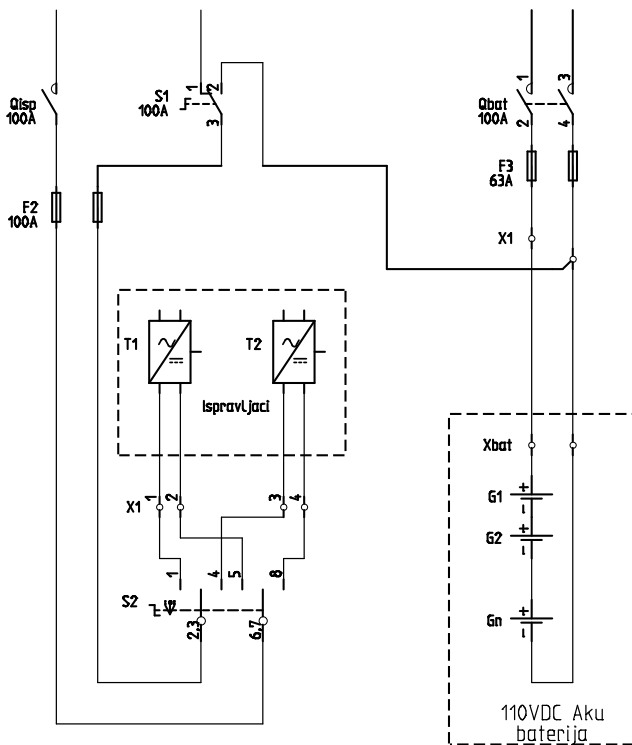 Qisp
100A
S1
100A
1
2
3
Qbat
100A
1
3
2
4
F2
100A
F3
63A
X1
T1
T2
Ispravljaci
X1
1
2
3
4
1
4
5
8
S2
2,3
6,7
Xbat
G1
+
-
G2
+
-
Gn
+
-
110VDC Aku
baterija